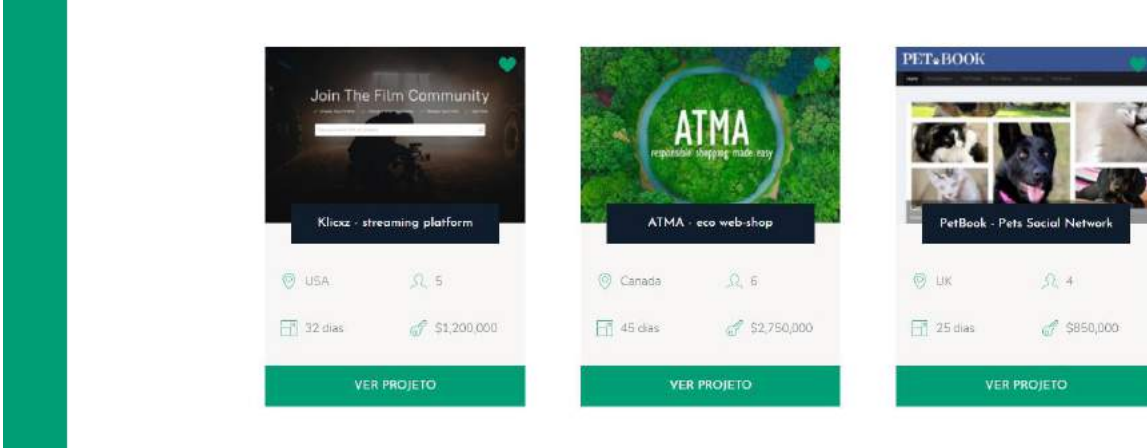 Join The Film Community
Klicxz - streaming platform
USA
5
32 dias
$1,200,000
VER PROJETO
ATMA
responsible shopping made easy
ATMA - eco web-shop
Canada
6
45 dias
$2,750,000
VER PROJETO
PET BOOK
PetBook - Pets Social Network
UK
4
25 dias
$850,000
VER PROJETO